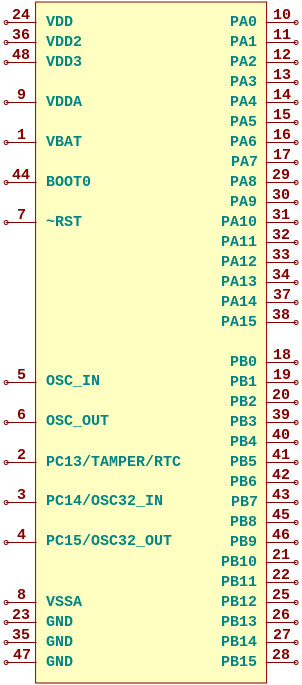 24 VDD PA0 10
36 VDD2 PA1 11
48 VDD3 PA2 12
PA3 13
9 VDDA PA4 14
PA5 15
1 VBAT PA6 16
PA7 17
44 BOOT0 PA8 29
PA9 30
7 ~RST PA10 31
PA11 32
PA12 33
PA13 34
PA14 37
PA15 38
PB0 18
5 OSC_IN PB1 19
PB2 20
6 OSC_OUT PB3 39
PB4 40
2 PC13/TAMPER/RTC PB5 41
PB6 42
3 PC14/OSC32_IN PB7 43
PB8 45
4 PC15/OSC32_OUT PB9 46
PB10 21
PB11 22
8 VSSA PB12 25
23 GND PB13 26
35 GND PB14 27
47 GND PB15 28